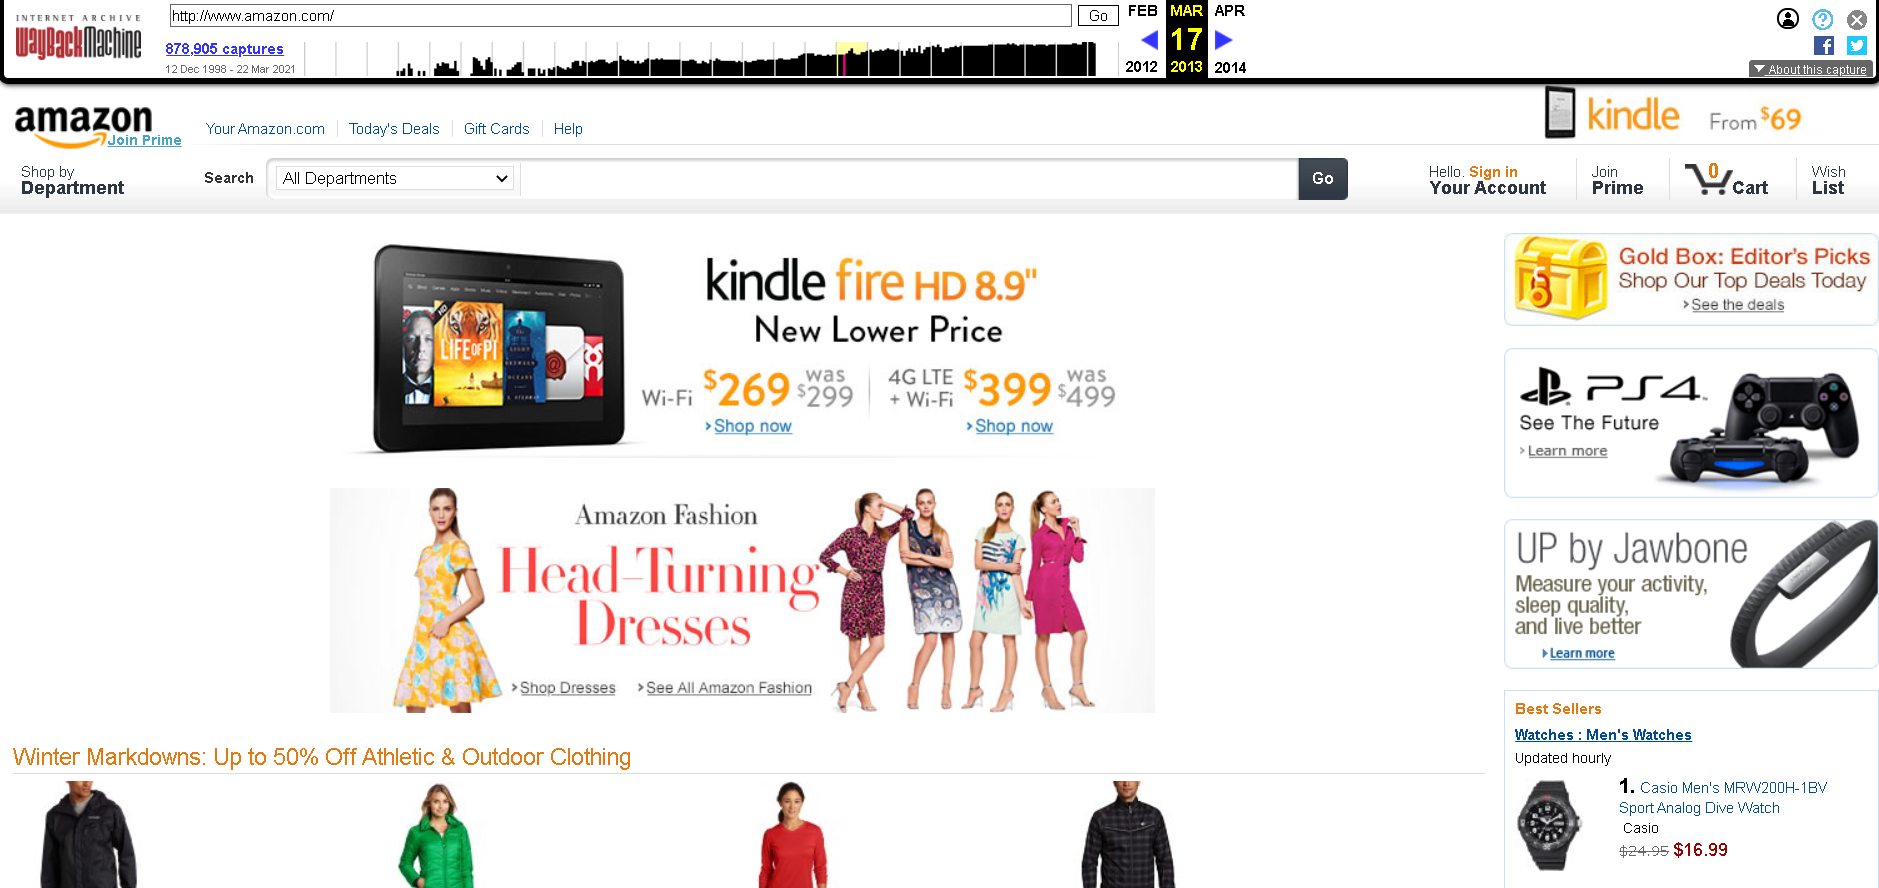 INTERNET ARCHIVE
WayBackMachine
http://www.amazon.com/
Go
878,905 captures
12 Dec 1998 - 22 Mar 2021
FEB MAR APR
17
2012 2013 2014
About this capture
amazon
Join Prime
Your Amazon.com
Today's Deals
Gift Cards
Help
kindle From $69
Shop by
Department
Search
All Departments
Go
Hello. Sign in
Your Account
Join
Prime
0
Cart
Wish
List
kindle fire HD 8.9"
New Lower Price
Wi-Fi $269 was $299
Shop now
4G LTE + Wi-Fi $399 was $499
Shop now
LIFE OF PI
HD
Amazon Fashion
Head-Turning
Dresses
Shop Dresses
See All Amazon Fashion
Winter Markdowns: Up to 50% Off Athletic & Outdoor Clothing
Gold Box: Editor's Picks
Shop Our Top Deals Today
See the deals
PS4
See The Future
Learn more
UP by Jawbone
Measure your activity,
sleep quality,
and live better
Learn more
Best Sellers
Watches : Men's Watches
Updated hourly
1. Casio Men's MRW200H-1BV
Sport Analog Dive Watch
Casio
$24.95 $16.99